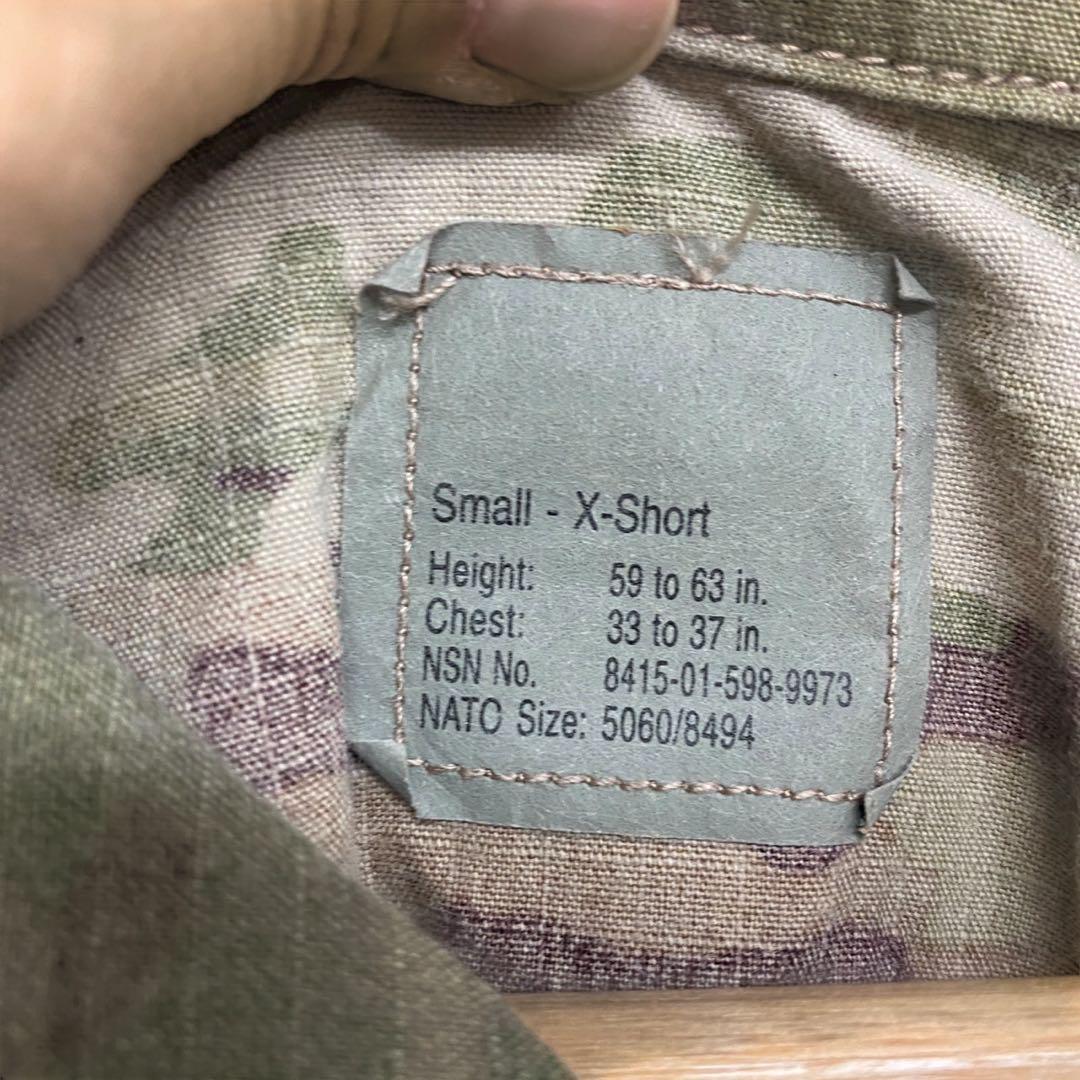 Small - X-Short
Height: 59 to 63 in.
Chest: 33 to 37 in.
NSN No. 8415-01-598-9973
NATO Size: 5060/8494